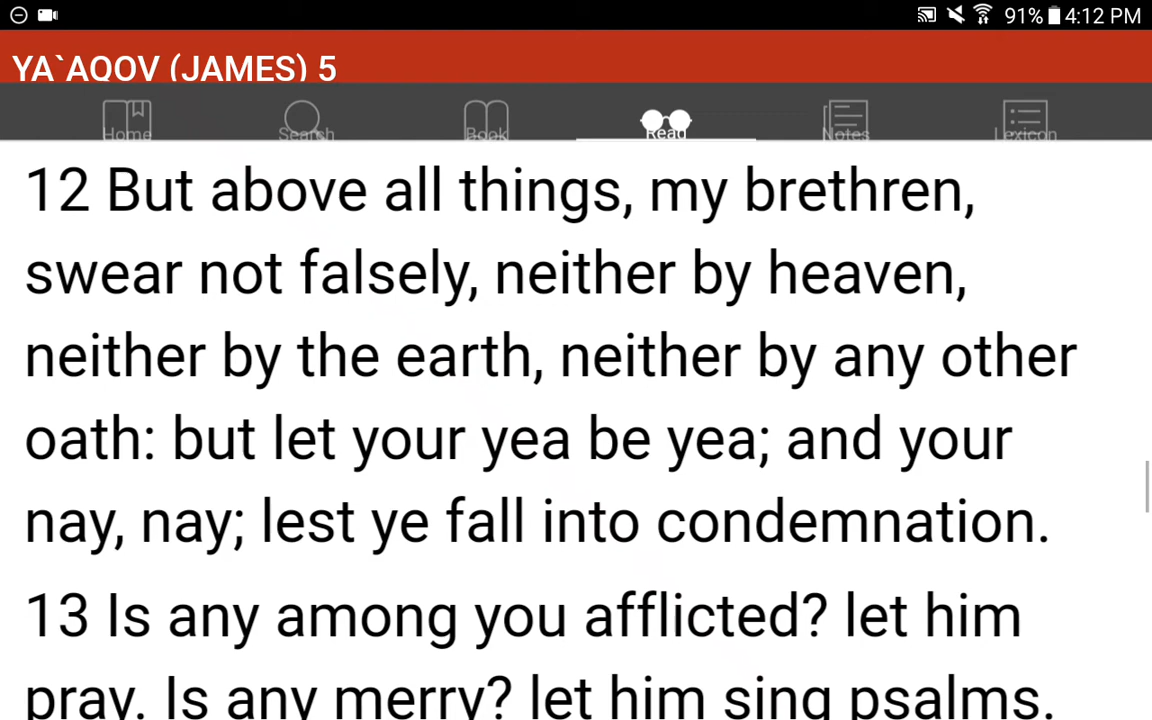 91% 4:12 PM
YA`AQOV (JAMES) 5
Home Search Book Read Notes Lexicon
12 But above all things, my brethren,
swear not falsely, neither by heaven,
neither by the earth, neither by any other
oath: but let your yea be yea; and your
nay, nay; lest ye fall into condemnation.
13 Is any among you afflicted? let him
pray. Is any merry? let him sing psalms.